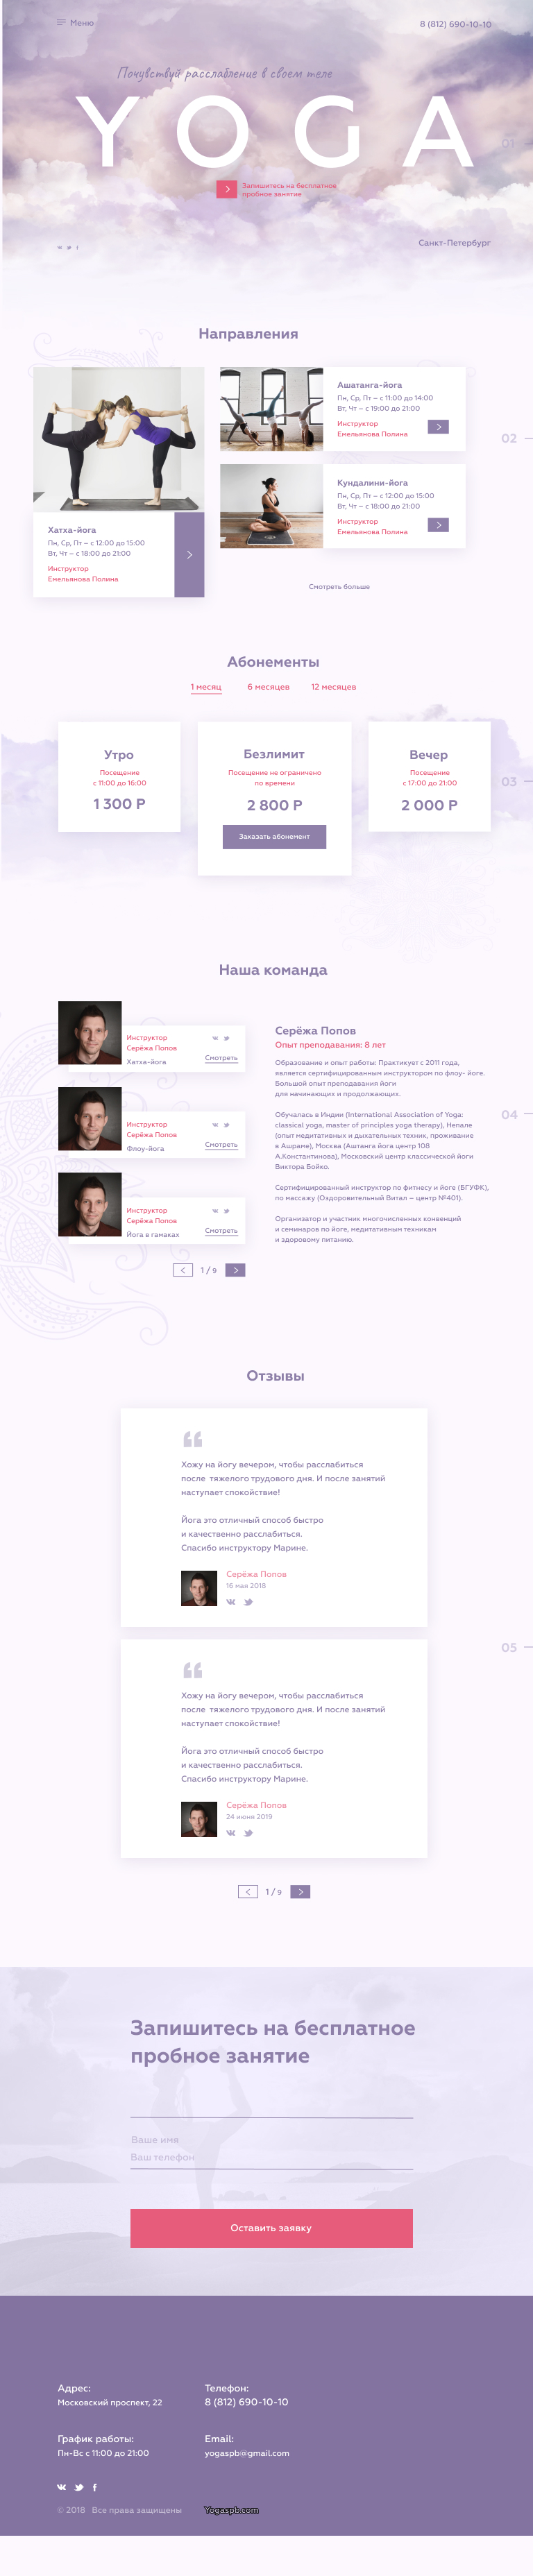 Меню
8 (812) 690-10-10
Почувствуй расслабление в своем теле
YOGA
01
Запишитесь на бесплатное
пробное занятие
Санкт-Петербург
Направления
Хатха-йога
Пн, Ср, Пт – с 12:00 до 15:00
Вт, Чт – с 18:00 до 21:00
Инструктор
Емельянова Полина
Ашатанга-йога
Пн, Ср, Пт – с 11:00 до 14:00
Вт, Чт – с 19:00 до 21:00
Инструктор
Емельянова Полина
02
Кундалини-йога
Пн, Ср, Пт – с 12:00 до 15:00
Вт, Чт – с 18:00 до 21:00
Инструктор
Емельянова Полина
Смотреть больше
Абонементы
1 месяц 6 месяцев 12 месяцев
Утро
Посещение
с 11:00 до 16:00
1 300 Р
Безлимит
Посещение не ограничено
по времени
2 800 Р
Заказать абонемент
Вечер
Посещение
с 17:00 до 21:00
2 000 Р
03
Наша команда
Инструктор
Серёжа Попов
Хатха-йога
Смотреть
Инструктор
Серёжа Попов
Флоу-йога
Смотреть
Инструктор
Серёжа Попов
Йога в гамаках
Смотреть
1 / 9
Серёжа Попов
Опыт преподавания: 8 лет
Образование и опыт работы: Практикует с 2011 года,
является сертифицированным инструктором по флоу- йоге.
Большой опыт преподавания йоги
для начинающих и продолжающих.
Обучалась в Индии (International Association of Yoga:
classical yoga, master of principles yoga therapy), Непале
(опыт медитативных и дыхательных техник, проживание
в Ашраме), Москва (Аштанга йога центр 108
А.Константинова), Московский центр классической йоги
Виктора Бойко.
Сертифицированный инструктор по фитнесу и йоге (БГУФК),
по массажу (Оздоровительный Витал – центр №401).
Организатор и участник многочисленных конвенций
и семинаров по йоге, медитативным техникам
и здоровому питанию.
04
Отзывы
Хожу на йогу вечером, чтобы расслабиться
после тяжелого трудового дня. И после занятий
наступает спокойствие!
Йога это отличный способ быстро
и качественно расслабиться.
Спасибо инструктору Марине.
Серёжа Попов
16 мая 2018
05
Хожу на йогу вечером, чтобы расслабиться
после тяжелого трудового дня. И после занятий
наступает спокойствие!
Йога это отличный способ быстро
и качественно расслабиться.
Спасибо инструктору Марине.
Серёжа Попов
24 июня 2019
1 / 9
Запишитесь на бесплатное
пробное занятие
Ваше имя
Ваш телефон
Оставить заявку
Адрес:
Московский проспект, 22
Телефон:
8 (812) 690-10-10
График работы:
Пн-Вс с 11:00 до 21:00
Email:
yogaspb@gmail.com
© 2018 Все права защищены
Yogaspb.com